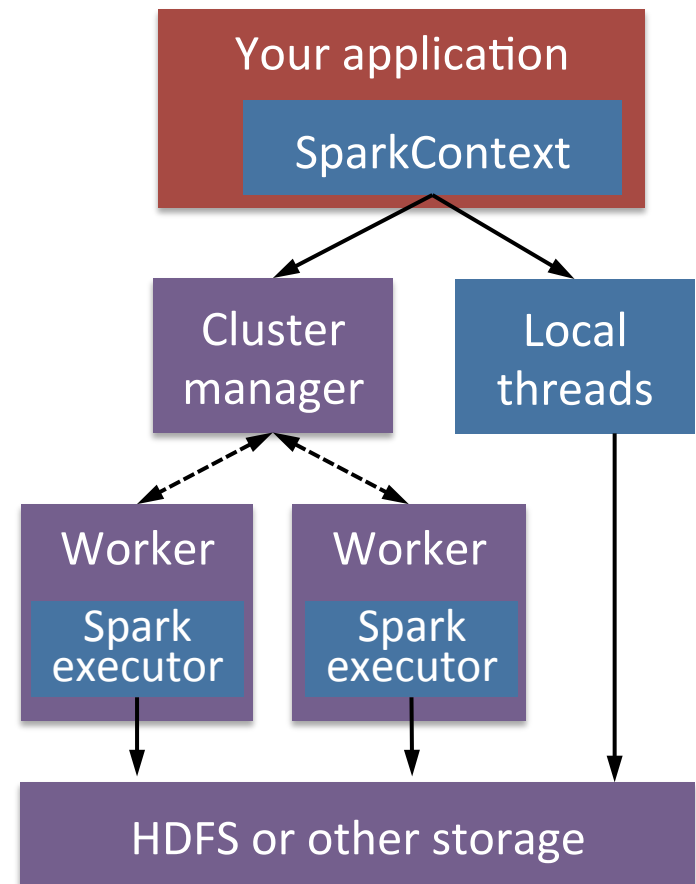 Your application
SparkContext
Cluster
manager
Local
threads
Worker
Spark
executor
Worker
Spark
executor
HDFS or other storage